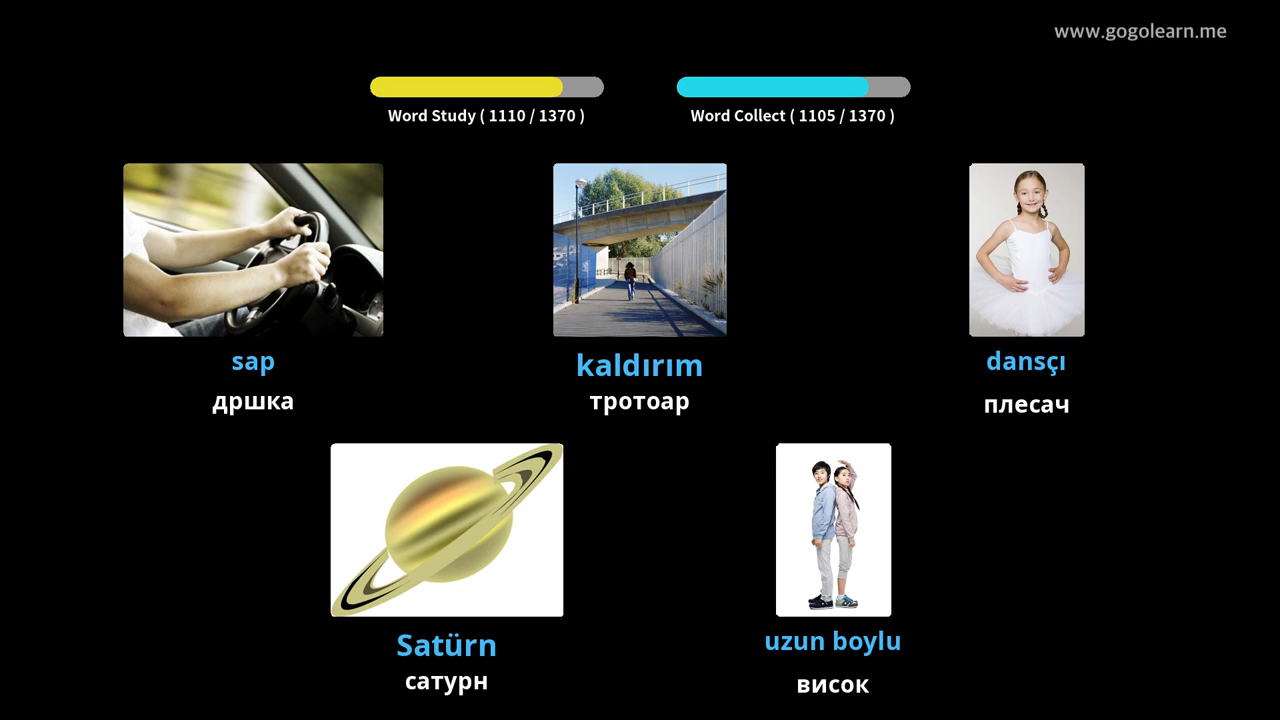 www.gogolearn.me
Word Study ( 1110 / 1370 )
Word Collect ( 1105 / 1370 )
sap
дршка
kaldırım
тротоар
dansçı
плесач
Satürn
сатурн
uzun boylu
висок